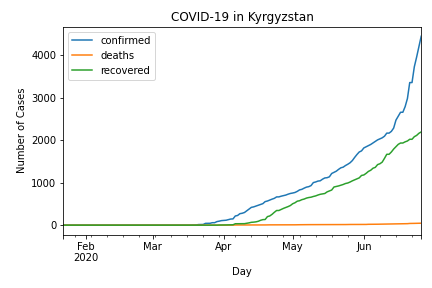 COVID-19 in Kyrgyzstan
confirmed
deaths
recovered
Number of Cases
4000
3000
2000
1000
0
Feb
2020
Mar
Apr
May
Jun
Day